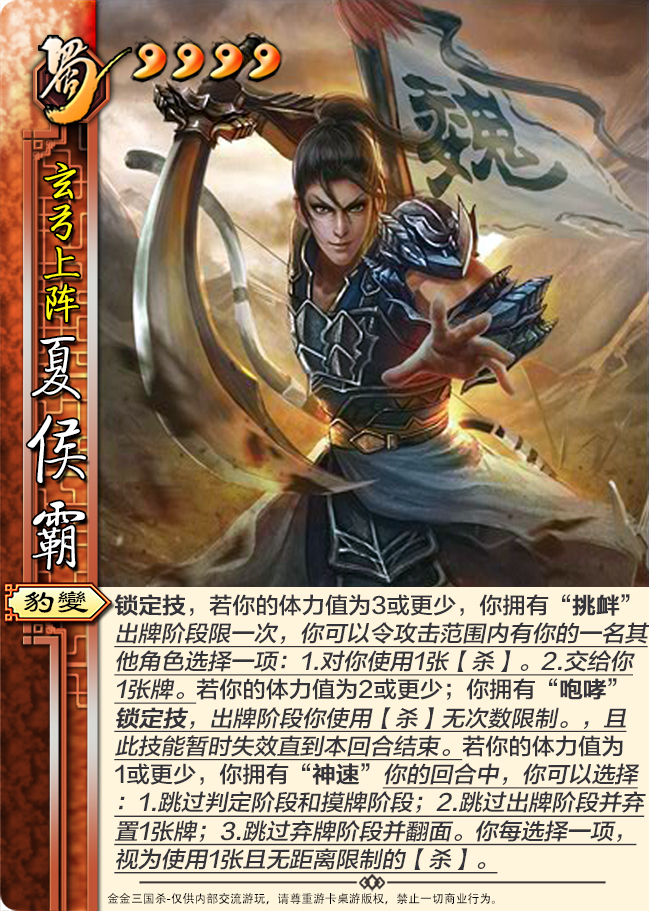 蜀
魏
玄弓上阵
夏侯霸
豹變
锁定技，若你的体力值为3或更少，你拥有“挑衅”
出牌阶段限一次，你可以令攻击范围内有你的一名其
他角色选择一项：1.对你使用1张【杀】。2.交给你
1张牌。若你的体力值为2或更少；你拥有“咆哮”
锁定技，出牌阶段你使用【杀】无次数限制。，且
此技能暂时失效直到本回合结束。若你的体力值为
1或更少，你拥有“神速”你的回合中，你可以选择
：1.跳过判定阶段和摸牌阶段；2.跳过出牌阶段并弃
置1张牌；3.跳过弃牌阶段并翻面。你每选择一项，
视为使用1张且无距离限制的【杀】。
金金三国杀-仅供内部交流游玩，请尊重游卡桌游版权，禁止一切商业行为。